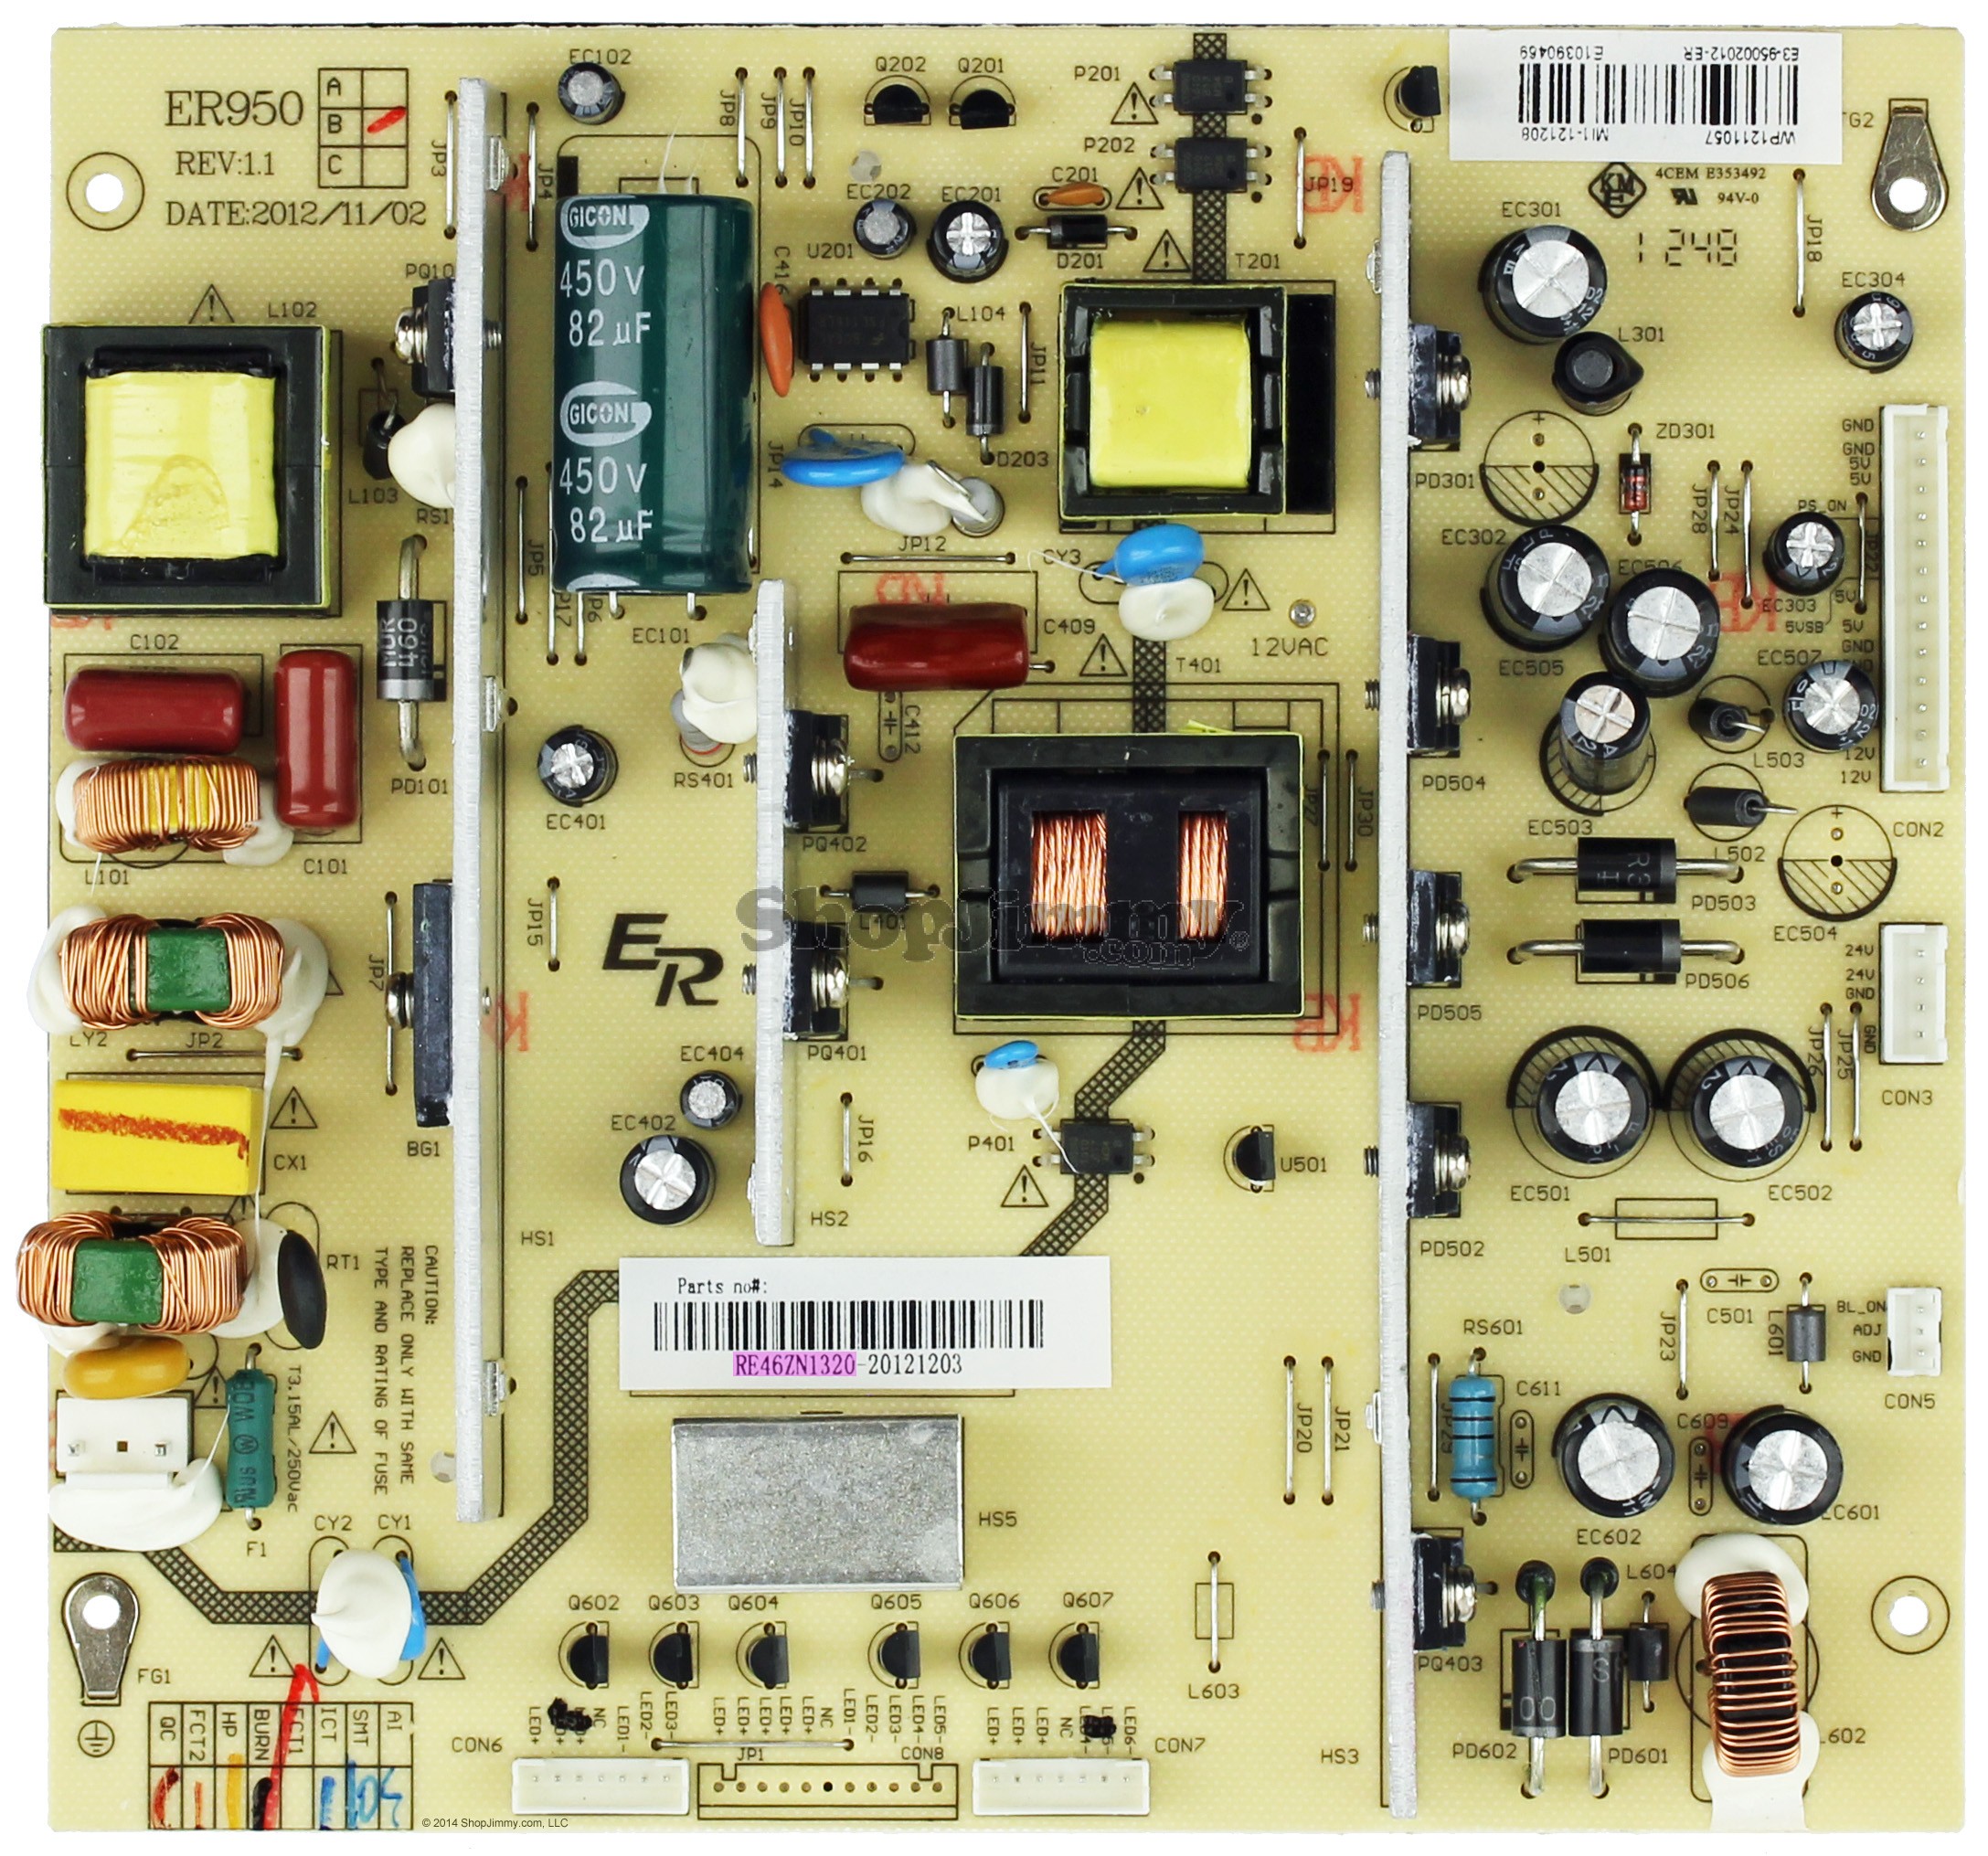 ER950
REV:1.1
DATE:2012/11/02
A
B
C
JP3
JP4
EC102
JP8
JP9
JP10
Q202
Q201
P201
P202
C201
EC202
EC201
D201
U201
T201
JP19
E3-95002012-ER
E10390469
WP1211057
MI1-121208
4CEM E353492
94V-0
1248
EC301
JP18
EC304
L301
L102
GICON
450V
82µF
GICON
450V
82µF
C416
L104
JP11
D203
JP14
L103
JP5
JP12
CY3
EC101
C409
12VAC
T401
C412
RS401
EC401
PD301
ZD301
JP28
JP24
EC302
EC506
PS_ON
EC303
5VSB
EC505
EC507
GND
GND
5V
5V
5V
5V
GND
GND
12V
12V
CON2
PD504
L503
EC503
L502
PD503
EC504
PD506
PD505
24V
24V
GND
GND
CON3
JP26
JP25
EC501
EC502
PD502
L501
C102
PD101
L101
C101
LY2
JP2
JP7
JP15
ER
BG1
CX1
PQ402
L401
PQ401
JP30
ShopJimmy
.com
EC404
EC402
JP16
P401
U501
HS1
HS2
RT1
CAUTION:
REPLACE ONLY WITH SAME
TYPE AND RATING OF FUSE
T3.15AL/250Vac
Parts no#:
RE46ZN1320-20121203
HS5
JP20
JP21
RS601
C611
JP29
JP23
C501
L601
BL_ON
ADJ
GND
CON5
C609
EC602
EC601
L604
PQ403
PD602
PD601
L602
F1
CY2
CY1
FG1
Q602
Q603
Q604
Q605
Q606
Q607
L603
HS3
CON6
LED+
NC
LED1-
LED2-
LED3-
JP1
LED+
LED+
LED+
LED+
LED+
NC
LED1-
LED2-
LED3-
LED4-
LED5-
CON8
LED+
LED+
LED+
NC
LED6-
CON7
QC
FCT2
HP
BURN
FCT1
ICT
SMT
AI
© 2014 ShopJimmy.com, LLC